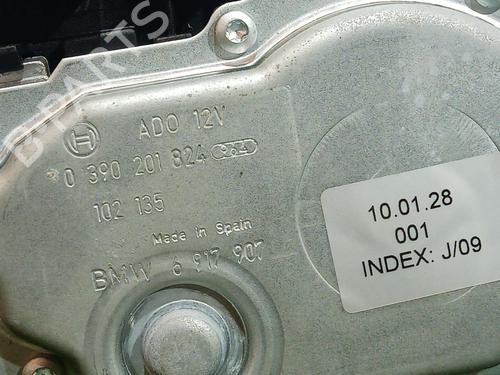 B-PARTS
ADO 12V
0 390 201 824
102 135
Made in Spain
BMW 6 917 907
10.01.28
001
INDEX: J/09